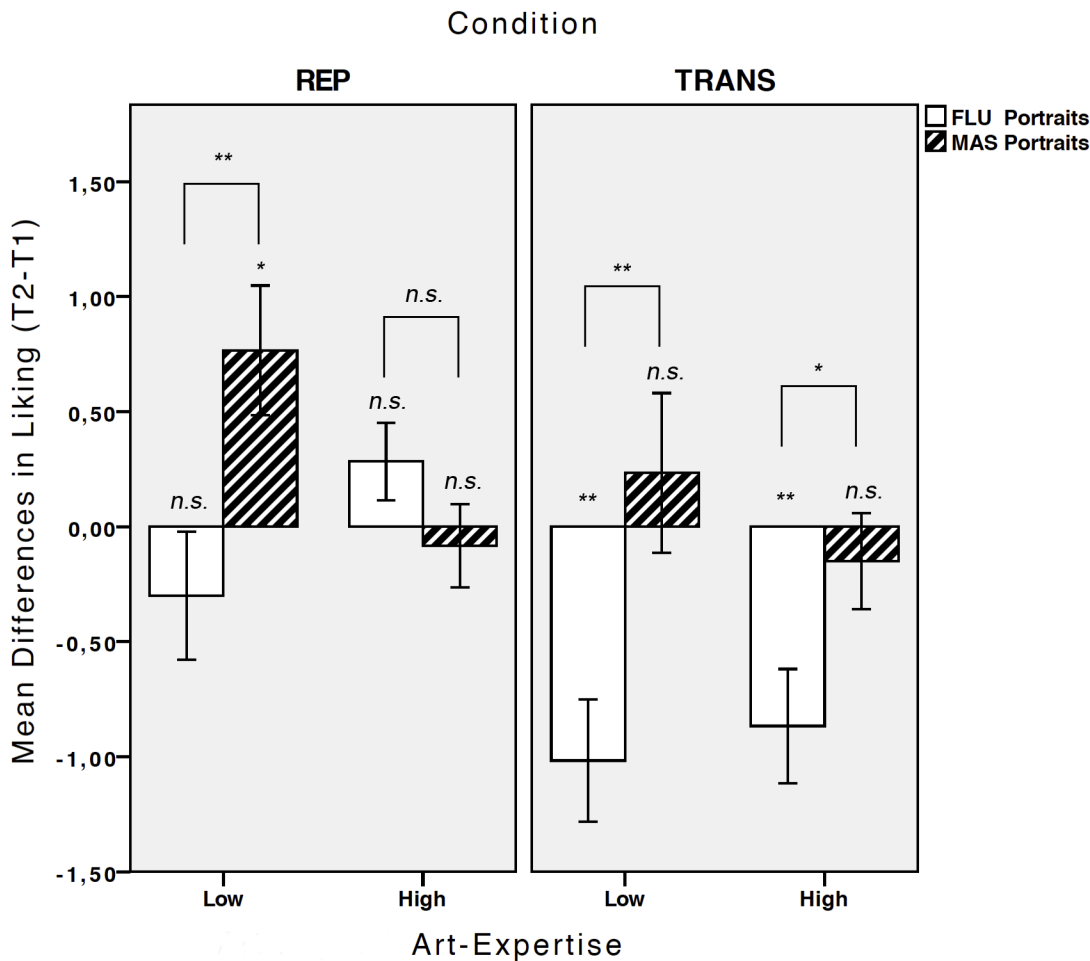 Condition
REP
TRANS
FLU Portraits
MAS Portraits
Mean Differences in Liking (T2-T1)
1,50
1,00
0,50
0,00
-0,50
-1,00
-1,50
**
*
n.s.
n.s.
n.s.
n.s.
**
n.s.
**
*
**
n.s.
Low
High
Low
High
Art-Expertise